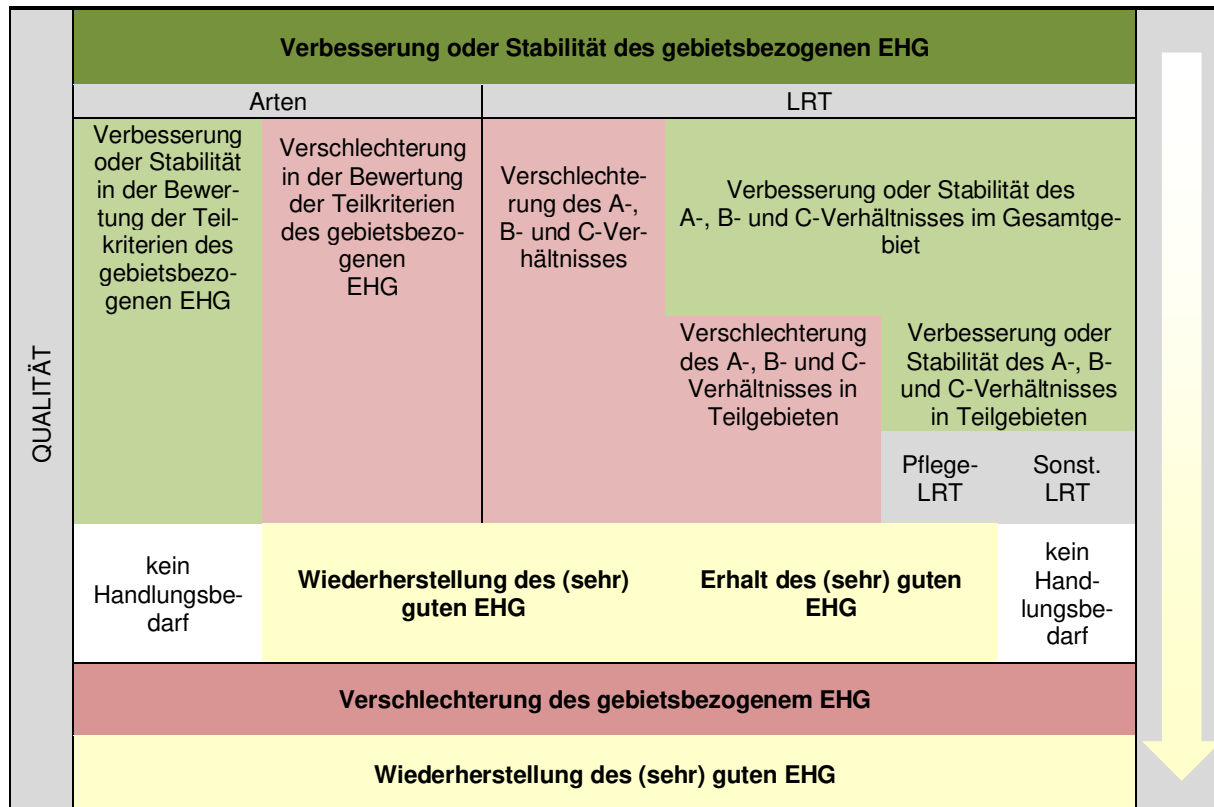 Verbesserung oder Stabilität des gebietsbezogenen EHG
Arten
LRT
Verbesserung
oder Stabilität
in der Bewer-
tung der Teil-
kriterien des
gebietsbezo-
genen EHG
Verschlechterung
in der Bewertung
der Teilkriterien
des gebietsbezo-
genen
EHG
Verschlechte-
rung des A-,
B- und C-Ver-
hältnisses
Verbesserung oder Stabilität des
A-, B- und C-Verhältnisses im Gesamtge-
biet
Verschlechterung
des A-, B- und C-
Verhältnisses in
Teilgebieten
Verbesserung oder
Stabilität des A-, B-
und C-Verhältnisses
in Teilgebieten
Pflege-
LRT
Sonst.
LRT
QUALITÄT
kein
Handlungsbe-
darf
Wiederherstellung des (sehr)
guten EHG
Erhalt des (sehr) guten
EHG
kein
Hand-
lungsbe-
darf
Verschlechterung des gebietsbezogenem EHG
Wiederherstellung des (sehr) guten EHG